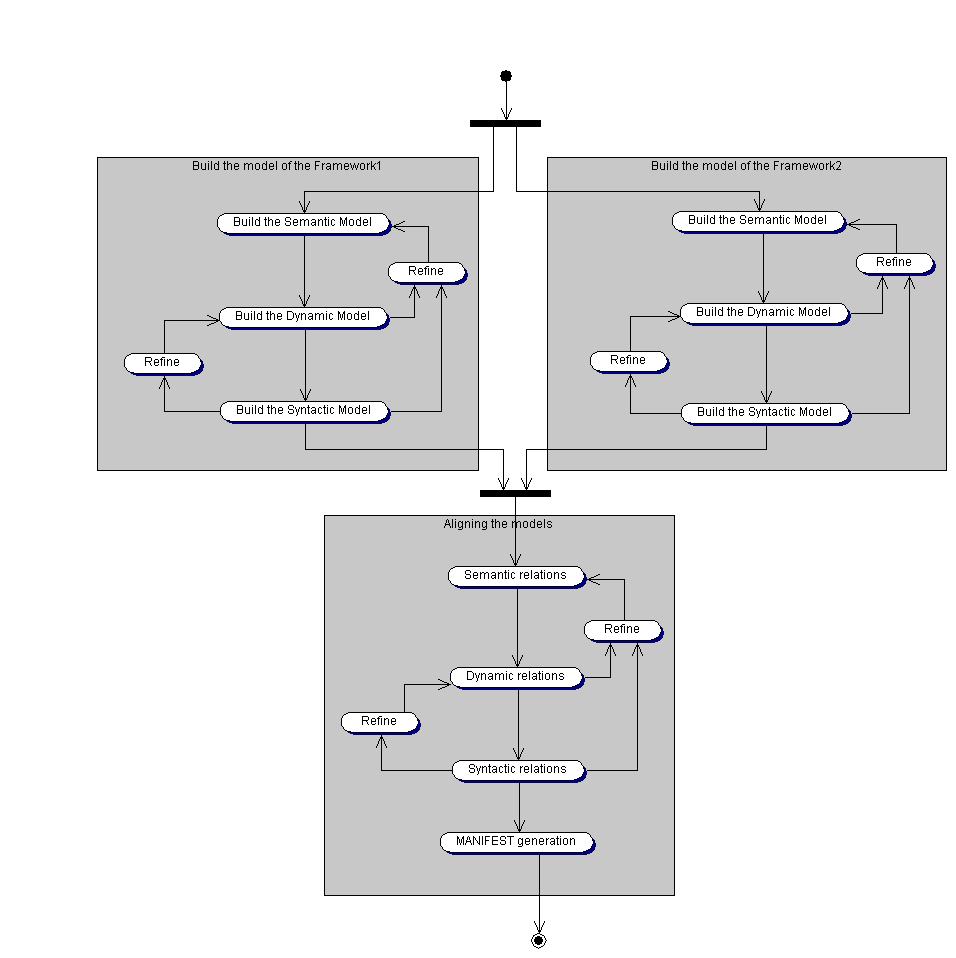 Build the model of the Framework1
Build the Semantic Model
Refine
Build the Dynamic Model
Refine
Build the Syntactic Model
Build the model of the Framework2
Build the Semantic Model
Refine
Build the Dynamic Model
Refine
Build the Syntactic Model
Aligning the models
Semantic relations
Refine
Dynamic relations
Refine
Syntactic relations
MANIFEST generation